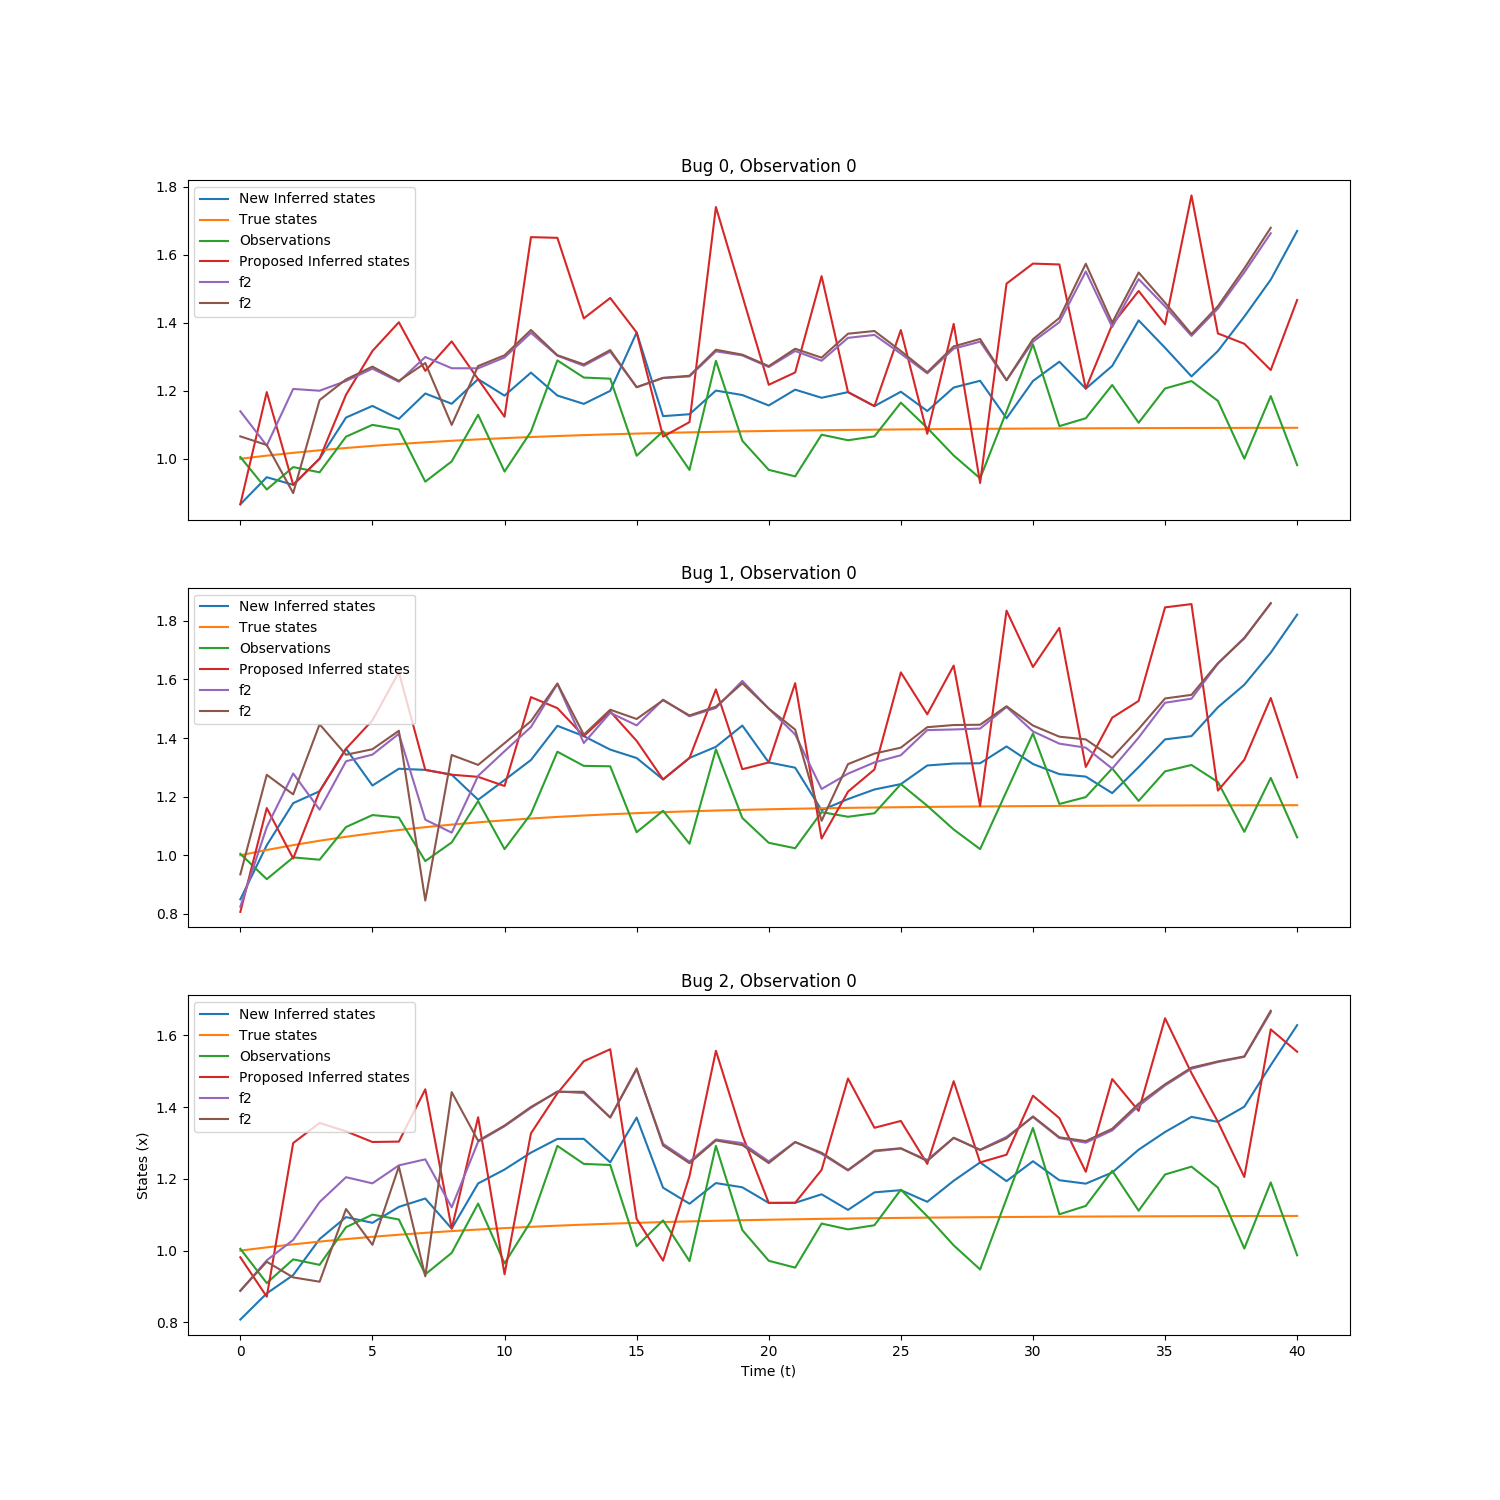 Bug 0, Observation 0
1.8
1.6
1.4
1.2
1.0
New Inferred states
True states
Observations
Proposed Inferred states
f2
f2
Bug 1, Observation 0
1.8
1.6
1.4
1.2
1.0
0.8
New Inferred states
True states
Observations
Proposed Inferred states
f2
f2
Bug 2, Observation 0
States (x)
1.6
1.4
1.2
1.0
0.8
New Inferred states
True states
Observations
Proposed Inferred states
f2
f2
0 5 10 15 20 25 30 35 40
Time (t)